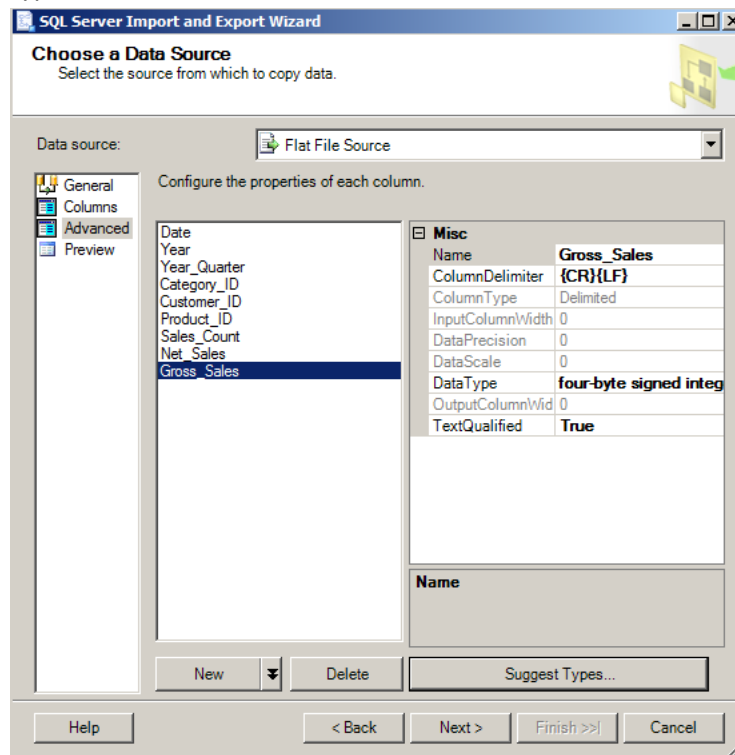 SQL Server Import and Export Wizard
Choose a Data Source
Select the source from which to copy data.
Data source:
Flat File Source
General
Columns
Advanced
Preview
Configure the properties of each column.
Date
Year
Year_Quarter
Category_ID
Customer_ID
Product_ID
Sales_Count
Net_Sales
Gross_Sales
Misc
Name Gross_Sales
ColumnDelimiter {CR}{LF}
ColumnType Delimited
InputColumnWidth 0
DataPrecision 0
DataScale 0
DataType four-byte signed integ
OutputColumnWid 0
TextQualified True
Name
New
Delete
Suggest Types...
Help
< Back
Next >
Finish >>|
Cancel